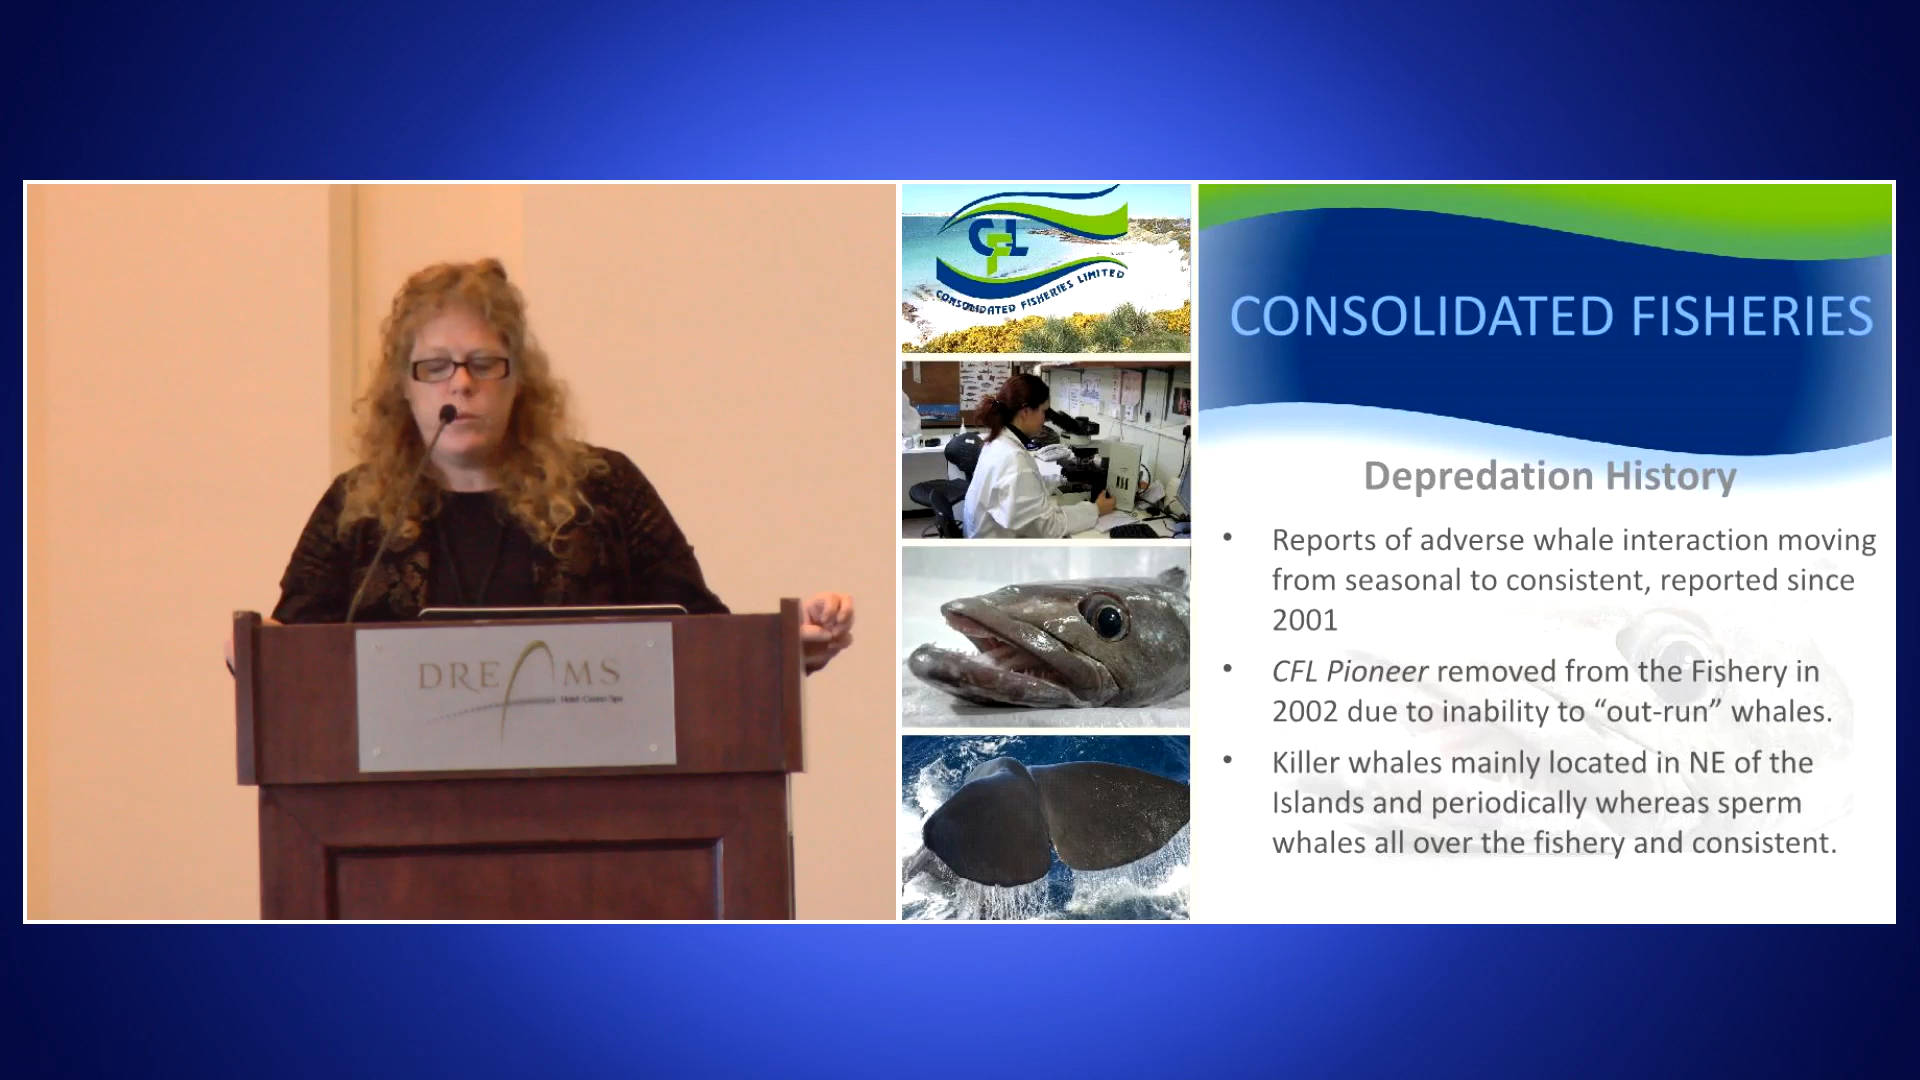 DREAMS
Hotel Casino Spa
CFL
CONSOLIDATED FISHERIES LIMITED
CONSOLIDATED FISHERIES
Depredation History
• Reports of adverse whale interaction moving
from seasonal to consistent, reported since
2001
• CFL Pioneer removed from the Fishery in
2002 due to inability to “out-run” whales.
• Killer whales mainly located in NE of the
Islands and periodically whereas sperm
whales all over the fishery and consistent.